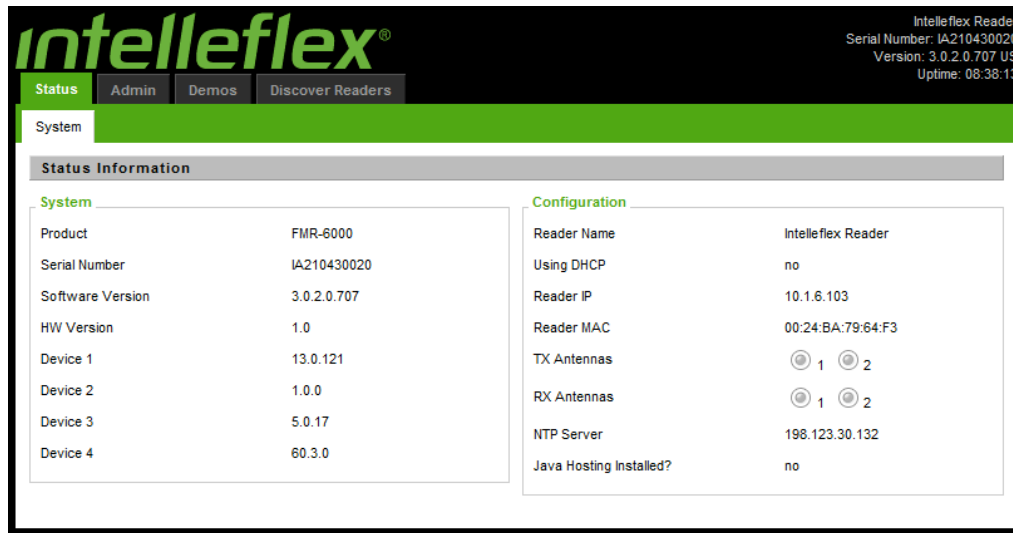 intelleflex®
Intelleflex Reader
Serial Number: IA210430020
Version: 3.0.2.0.707 US
Uptime: 08:38:13
Status Admin Demos Discover Readers
System
Status Information
System
Product FMR-6000
Serial Number IA210430020
Software Version 3.0.2.0.707
HW Version 1.0
Device 1 13.0.121
Device 2 1.0.0
Device 3 5.0.17
Device 4 60.3.0
Configuration
Reader Name Intelleflex Reader
Using DHCP no
Reader IP 10.1.6.103
Reader MAC 00:24:BA:79:64:F3
TX Antennas 1 2
RX Antennas 1 2
NTP Server 198.123.30.132
Java Hosting Installed? no